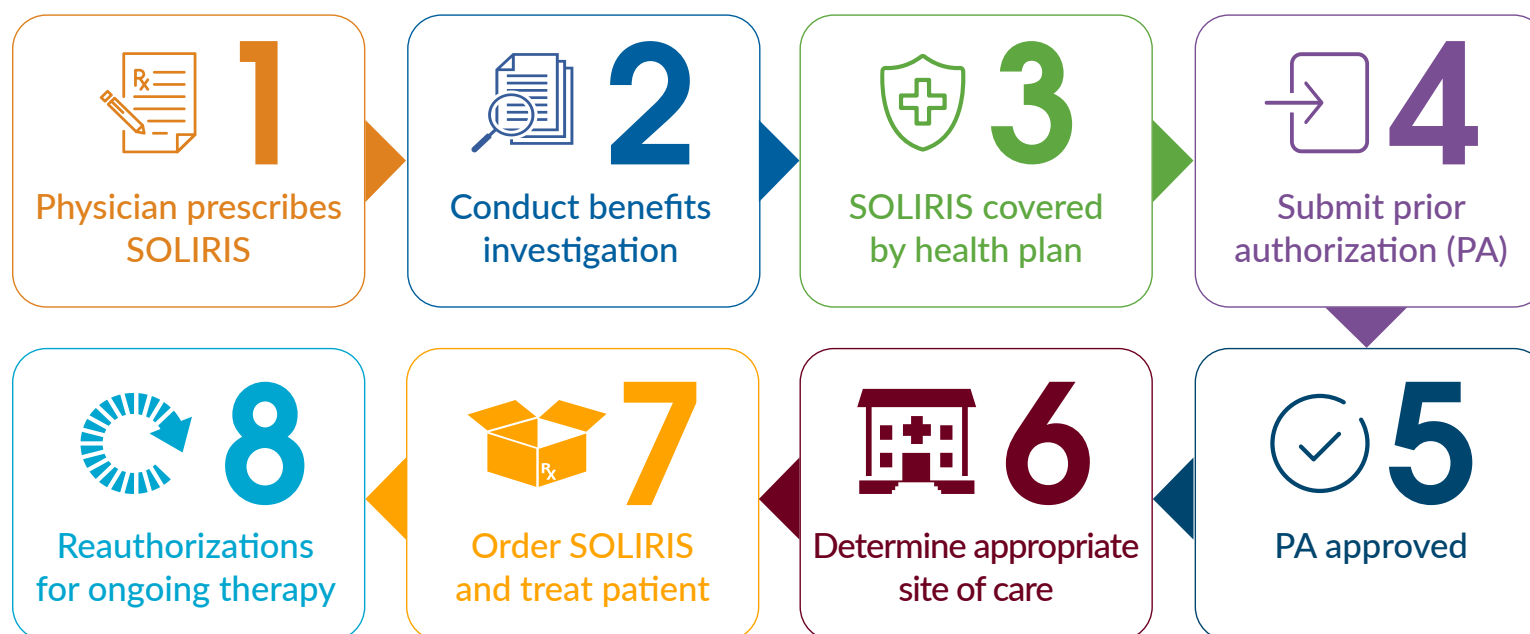 1
Physician prescribes
SOLIRIS
2
Conduct benefits
investigation
3
SOLIRIS covered
by health plan
4
Submit prior
authorization (PA)
5
PA approved
6
Determine appropriate
site of care
7
Order SOLIRIS
and treat patient
8
Reauthorizations
for ongoing therapy
Rx
Rx